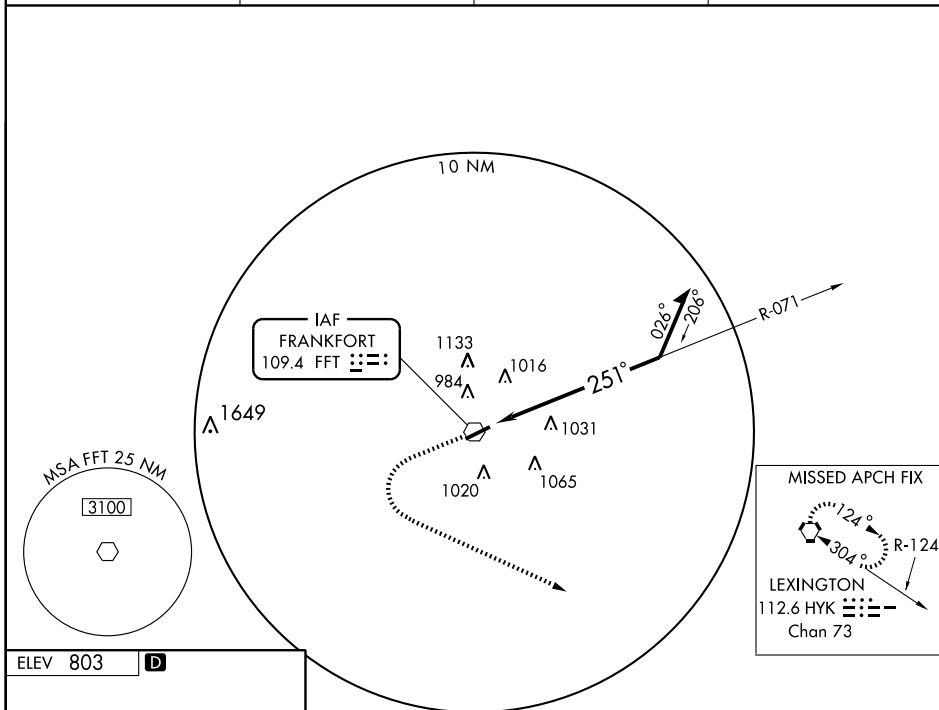 10 NM
IAF
FRANKFORT
109.4 FFT
1133
984
1016
1031
1065
1020
1649
026°
206°
R-071
251°
MSA FFT 25 NM
3100
MISSED APCH FIX
124°
304°
R-124
LEXINGTON
112.6 HYK
Chan 73
ELEV 803 D